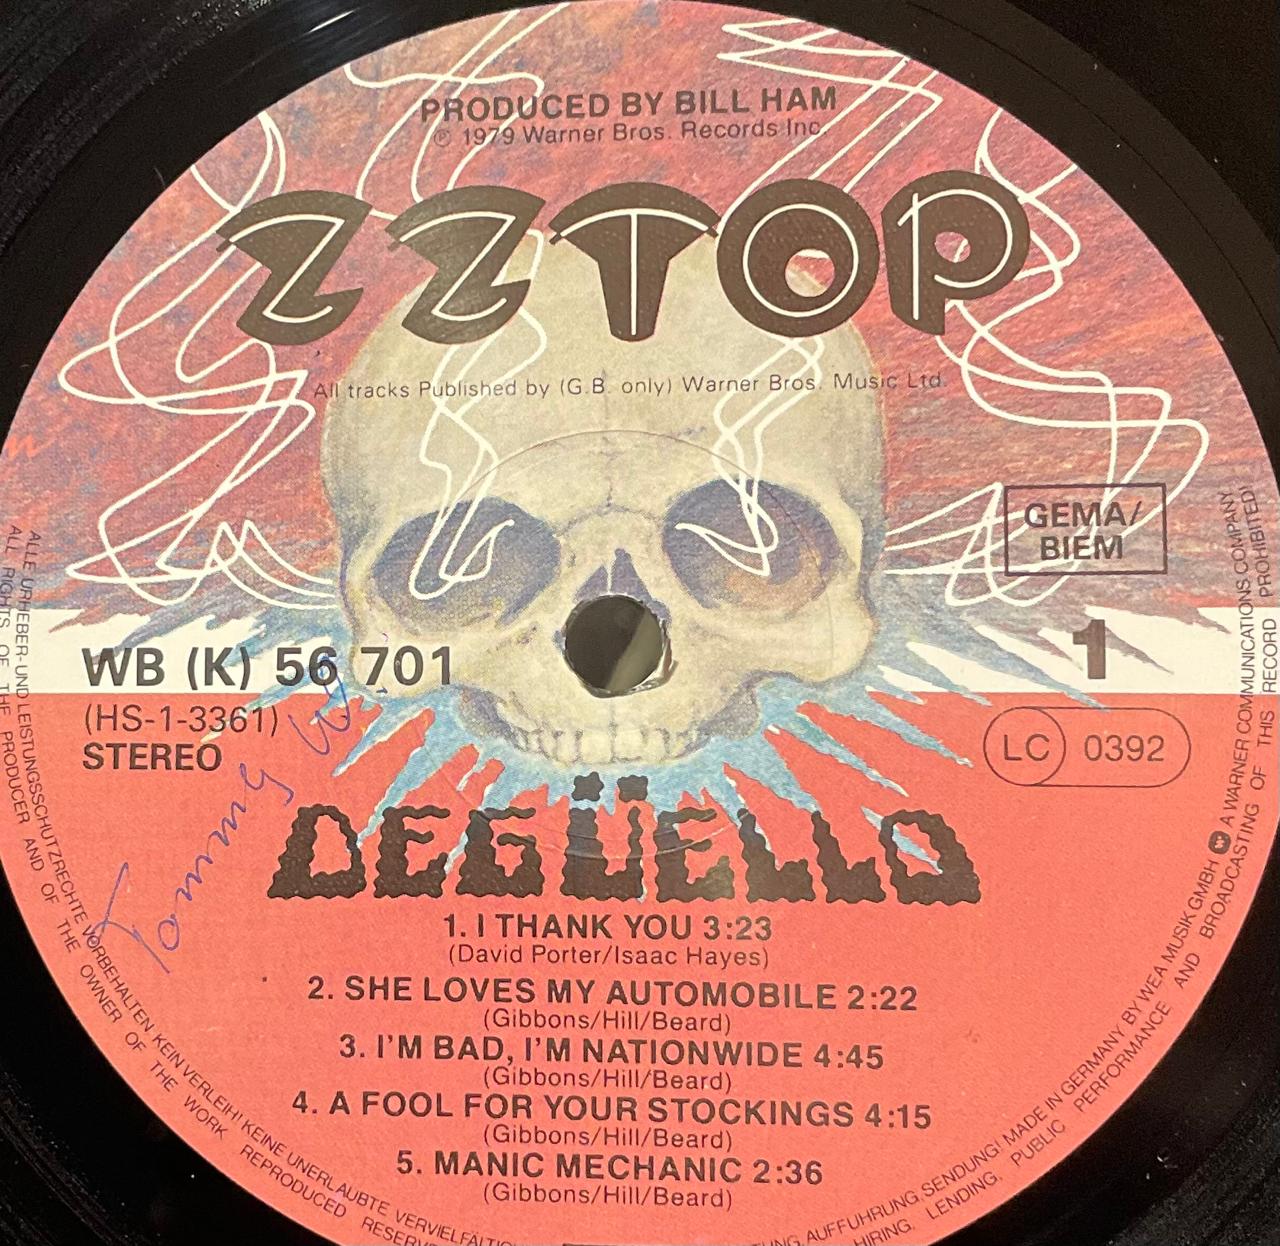 PRODUCED BY BILL HAM
℗ 1979 Warner Bros. Records Inc.
ZZ TOP
All tracks Published by (G.B. only) Warner Bros. Music Ltd.
GEMA/
BIEM
WB (K) 56 701
1
(HS-1-3361)
STEREO
LC 0392
Tommy W
DEGÜELLO
1. I THANK YOU 3:23
(David Porter/Isaac Hayes)
2. SHE LOVES MY AUTOMOBILE 2:22
(Gibbons/Hill/Beard)
3. I'M BAD, I'M NATIONWIDE 4:45
(Gibbons/Hill/Beard)
4. A FOOL FOR YOUR STOCKINGS 4:15
(Gibbons/Hill/Beard)
5. MANIC MECHANIC 2:36
(Gibbons/Hill/Beard)
ALLE URHEBER-UND LEISTUNGSSCHUTZRECHTE VORBEHALTEN KEIN VERLEIH! KEINE UNERLAUBTE
AUFFUHRUNG, SENDUNG! MADE IN GERMANY BY WEA MUSIK GMBH A WARNER COMMUNICATIONS COMPANY
ALL RIGHTS OF THE PRODUCER AND OF THE OWNER OF THE WORK REPRODUCED
HIRING, LENDING, PUBLIC PERFORMANCE AND BROADCASTING OF THIS RECORD PROHIBITED!